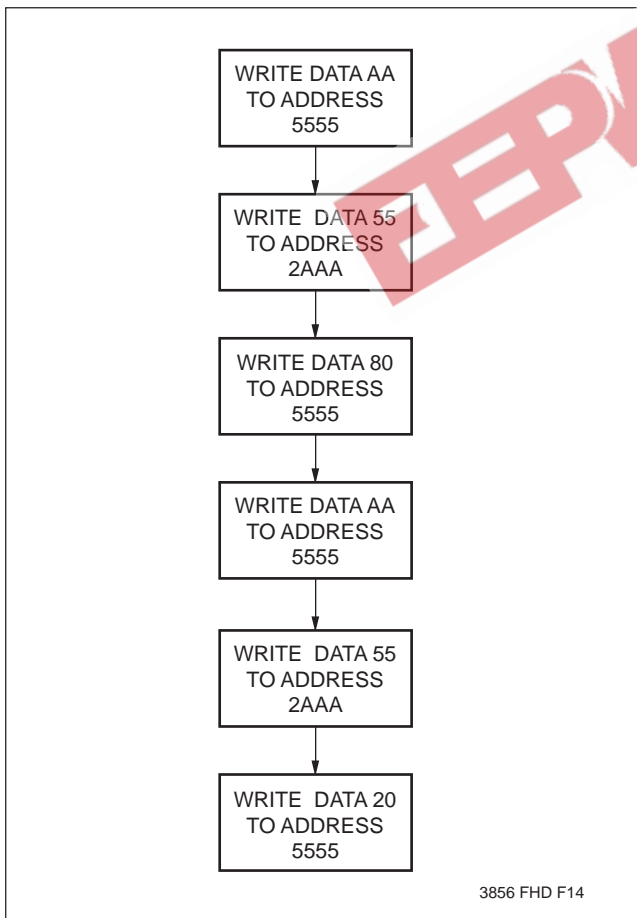 WRITE DATA AA
TO ADDRESS
5555
WRITE DATA 55
TO ADDRESS
2AAA
WRITE DATA 80
TO ADDRESS
5555
WRITE DATA AA
TO ADDRESS
5555
WRITE DATA 55
TO ADDRESS
2AAA
WRITE DATA 20
TO ADDRESS
5555
3856 FHD F14